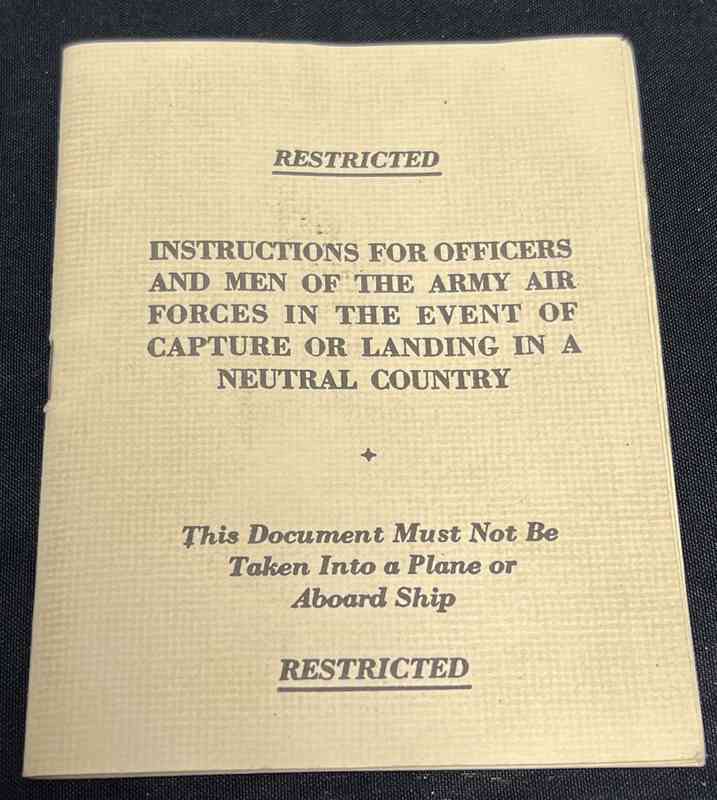 RESTRICTED
INSTRUCTIONS FOR OFFICERS
AND MEN OF THE ARMY AIR
FORCES IN THE EVENT OF
CAPTURE OR LANDING IN A
NEUTRAL COUNTRY
This Document Must Not Be
Taken Into a Plane or
Aboard Ship
RESTRICTED